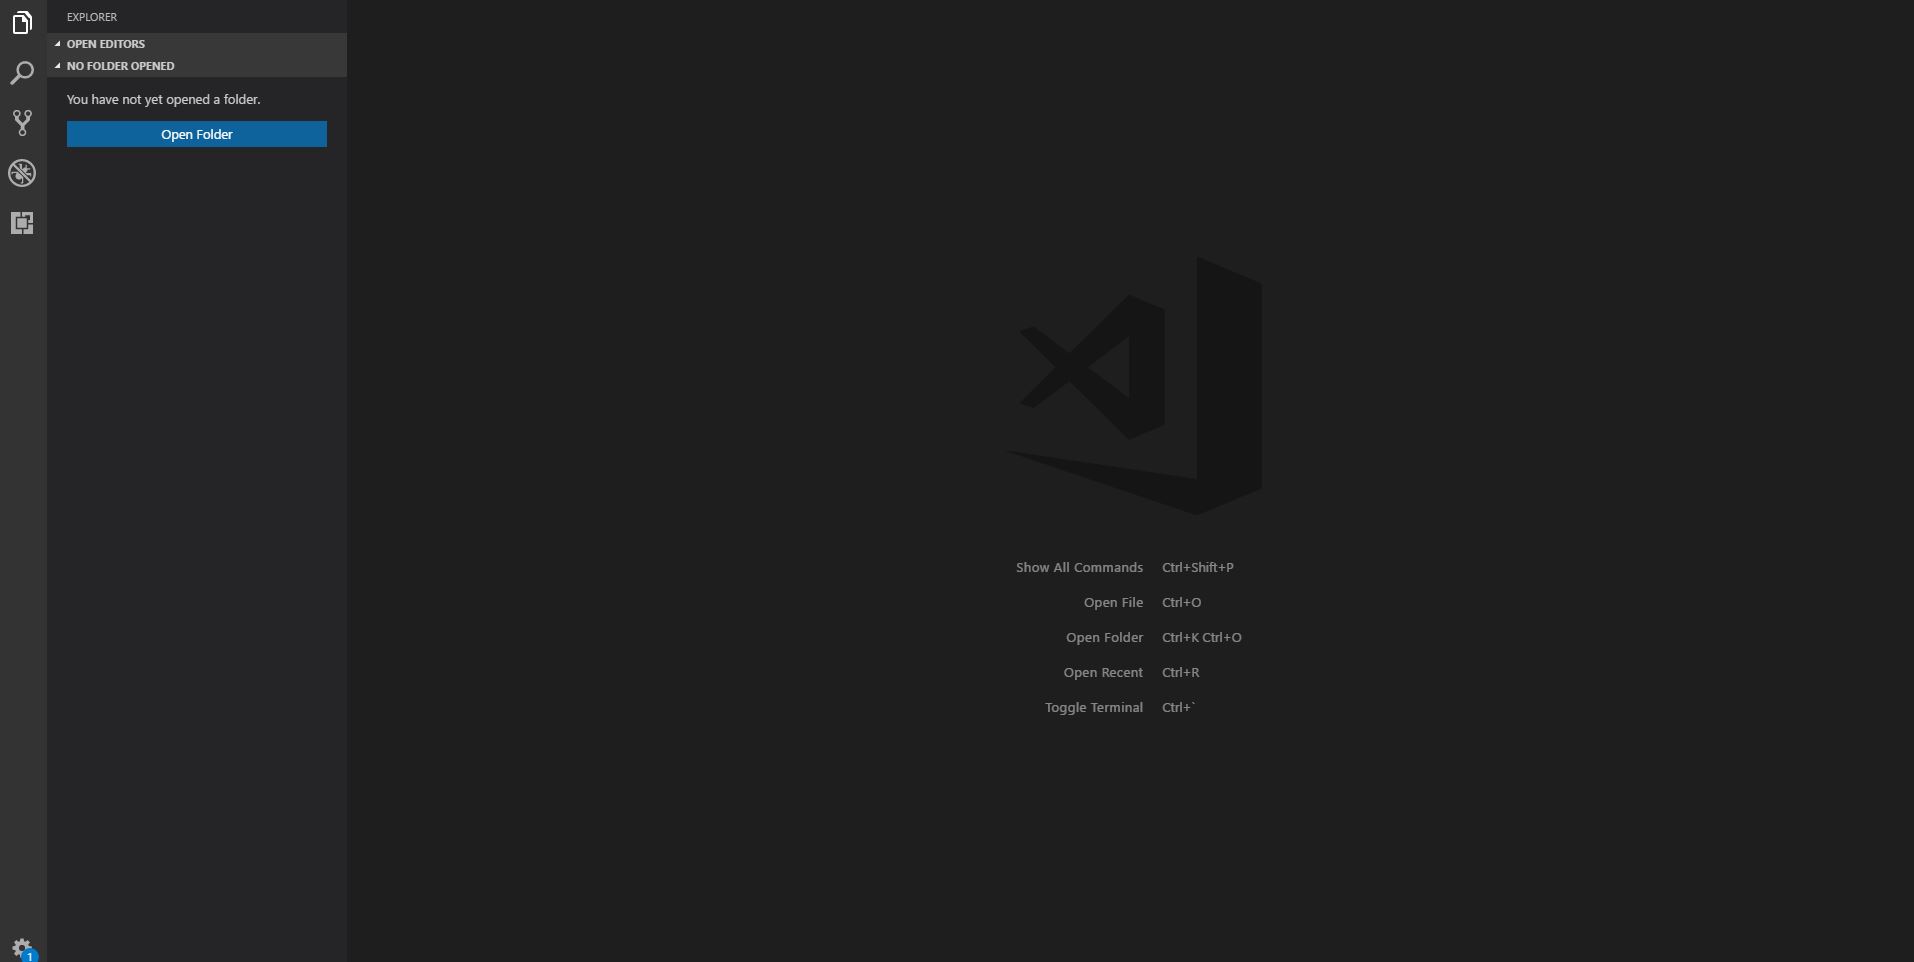 EXPLORER
OPEN EDITORS
NO FOLDER OPENED
You have not yet opened a folder.
Open Folder
Show All Commands Ctrl+Shift+P
Open File Ctrl+O
Open Folder Ctrl+K Ctrl+O
Open Recent Ctrl+R
Toggle Terminal Ctrl+`
1